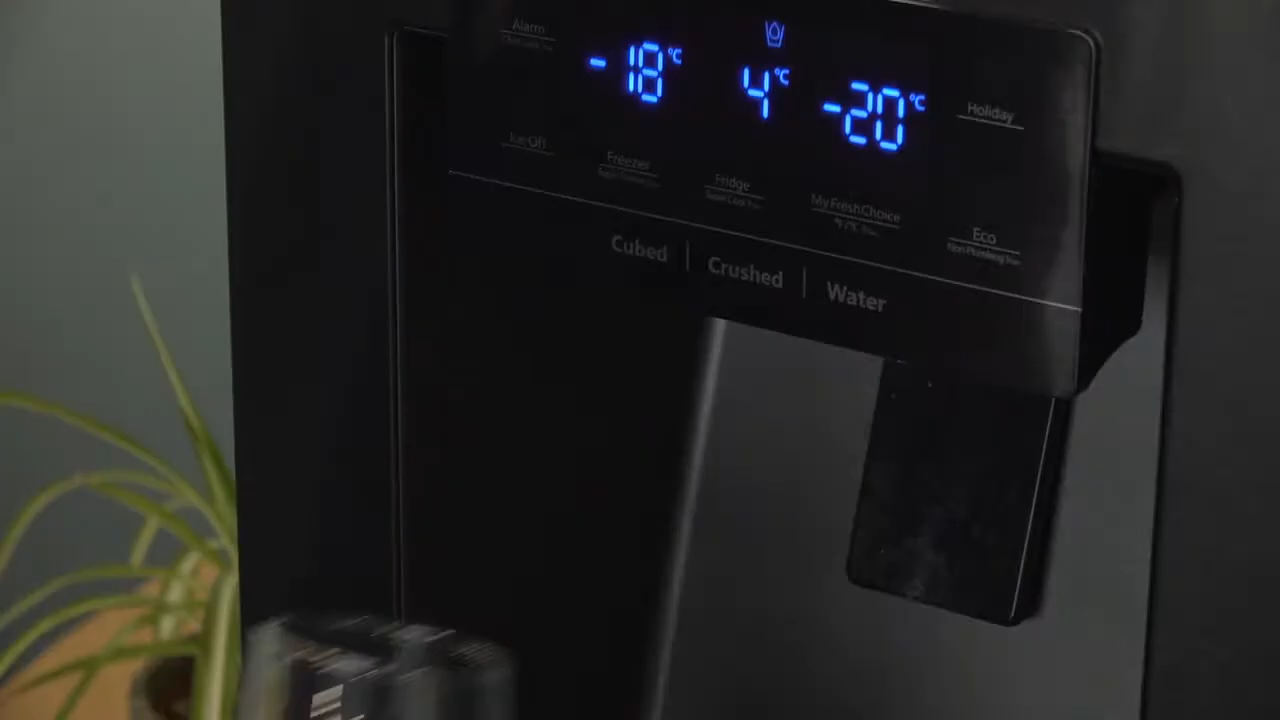 Alarm
-18°C
4°C
-20°C
Holiday
Ice Off
Freezer
Fridge
My Fresh Choice
Eco
Cubed | Crushed | Water